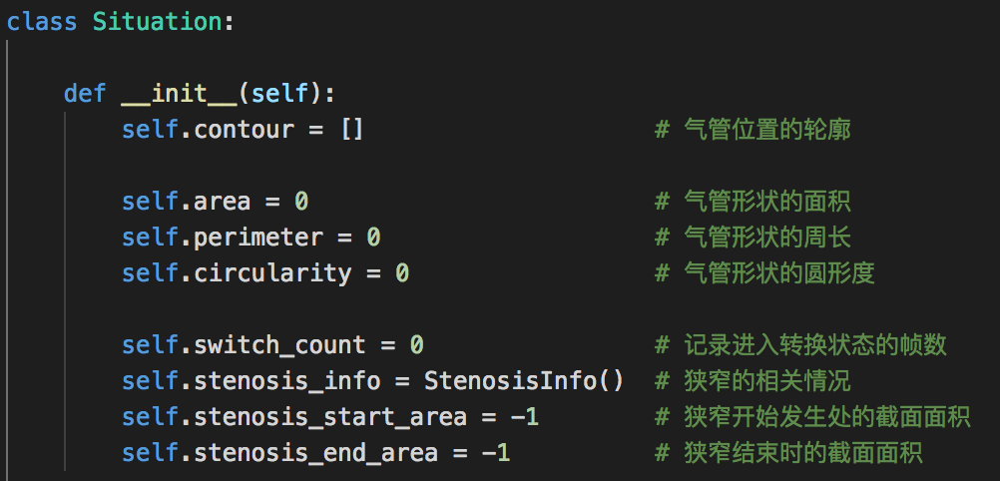 class Situation:
def __init__(self):
self.contour = [] # 气管位置的轮廓
self.area = 0 # 气管形状的面积
self.perimeter = 0 # 气管形状的周长
self.circularity = 0 # 气管形状的圆形度
self.switch_count = 0 # 记录进入转换状态的帧数
self.stenosis_info = StenosisInfo() # 狭窄的相关情况
self.stenosis_start_area = -1 # 狭窄开始发生处的截面面积
self.stenosis_end_area = -1 # 狭窄结束时的截面面积